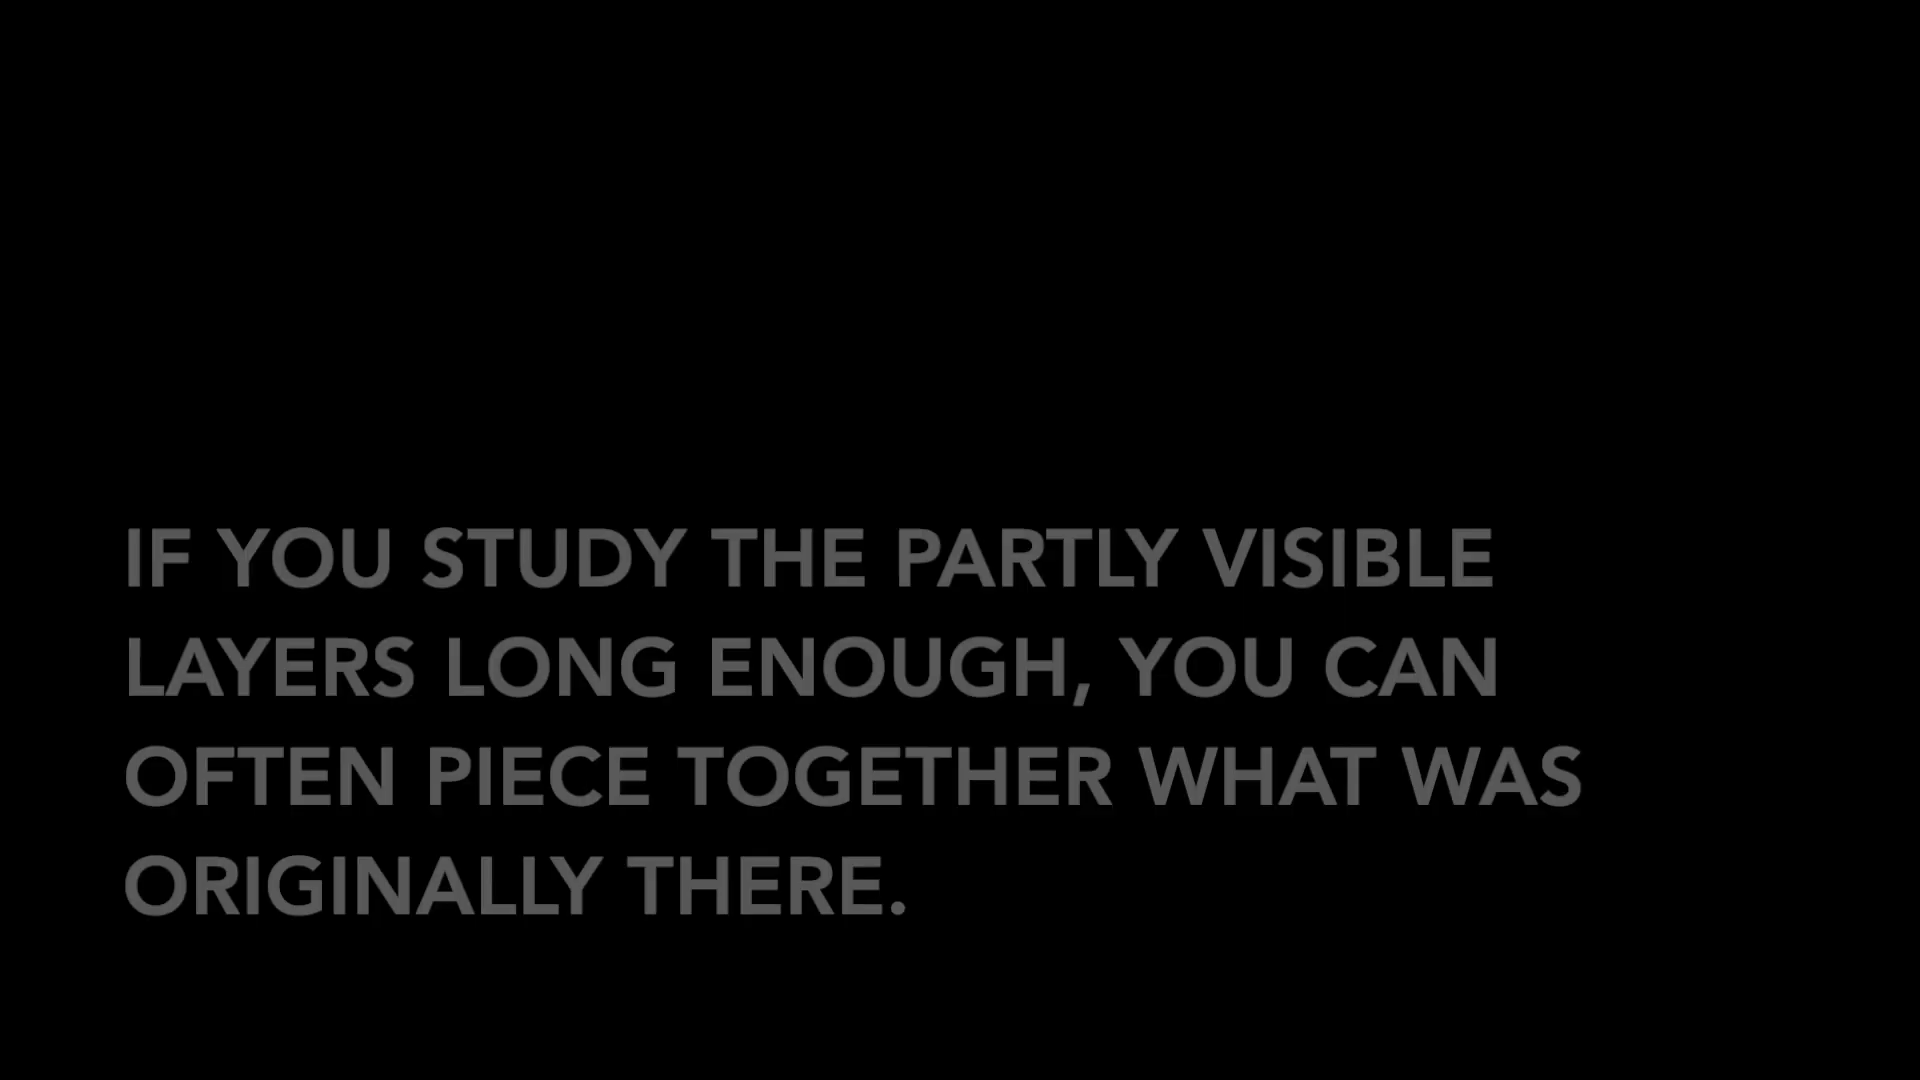 IF YOU STUDY THE PARTLY VISIBLE
LAYERS LONG ENOUGH, YOU CAN
OFTEN PIECE TOGETHER WHAT WAS
ORIGINALLY THERE.